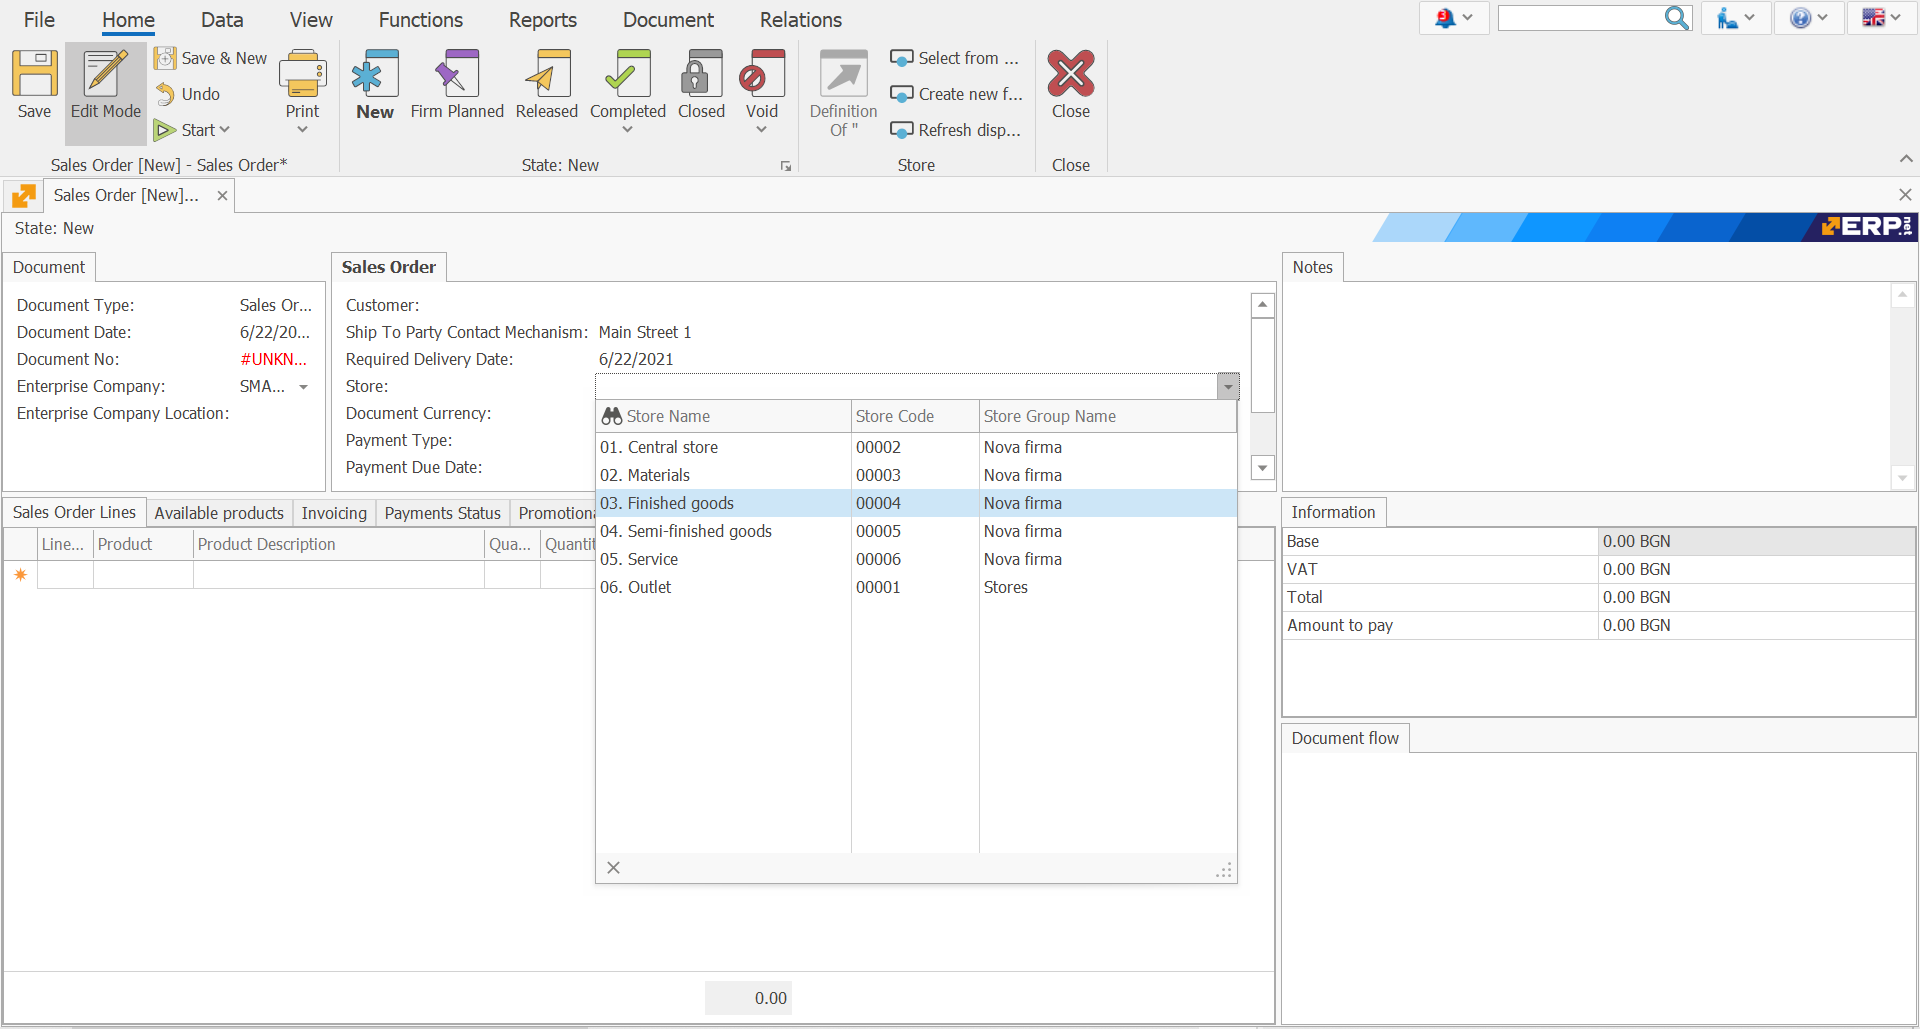 File Home Data View Functions Reports Document Relations
3
Save
Edit Mode
Save & New
Undo
Start
Print
Sales Order [New] - Sales Order*
New
Firm Planned
Released
Completed
Closed
Void
State: New
Definition
Of "
Select from ...
Create new f...
Refresh disp...
Store
Close
Close
Sales Order [New]...
State: New
ERP.net
Document
Document Type: Sales Or...
Document Date: 6/22/20...
Document No: #UNKN...
Enterprise Company: SMA...
Enterprise Company Location:
Sales Order
Customer:
Ship To Party Contact Mechanism: Main Street 1
Required Delivery Date: 6/22/2021
Store:
Document Currency:
Payment Type:
Payment Due Date:
Store Name Store Code Store Group Name
01. Central store 00002 Nova firma
02. Materials 00003 Nova firma
03. Finished goods 00004 Nova firma
04. Semi-finished goods 00005 Nova firma
05. Service 00006 Nova firma
06. Outlet 00001 Stores
Notes
Sales Order Lines Available products Invoicing Payments Status Promotiona
Line... Product Product Description Qua... Quantit
0.00
Information
Base 0.00 BGN
VAT 0.00 BGN
Total 0.00 BGN
Amount to pay 0.00 BGN
Document flow